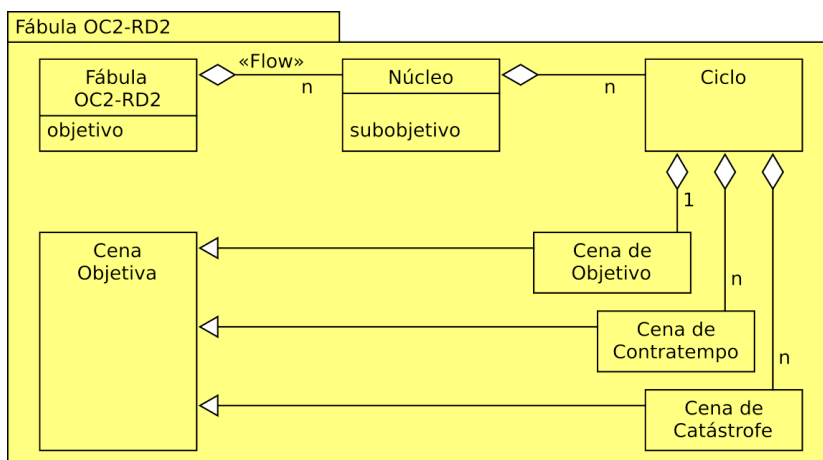 Fábula OC2-RD2
Fábula
OC2-RD2
objetivo
«Flow»
n
Núcleo
subobjetivo
n
Ciclo
1
n
n
Cena
Objetiva
Cena de
Objetivo
Cena de
Contratempo
Cena de
Catástrofe